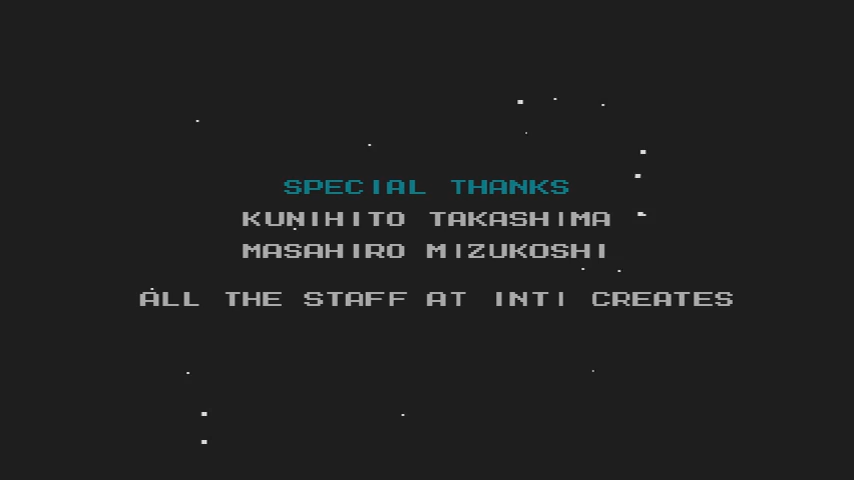 SPECIAL THANKS
KUNIHITO TAKASHIMA
MASAHIRO MIZUKOSHI
ALL THE STAFF AT INTI CREATES